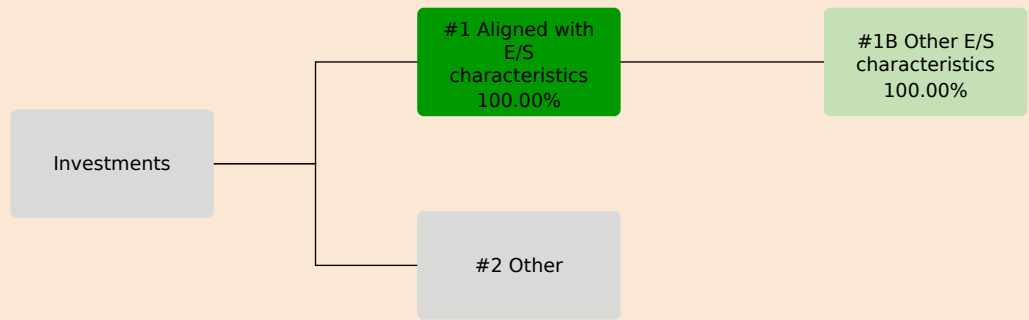 #1 Aligned with
E/S
characteristics
100.00%
#1B Other E/S
characteristics
100.00%
Investments
#2 Other